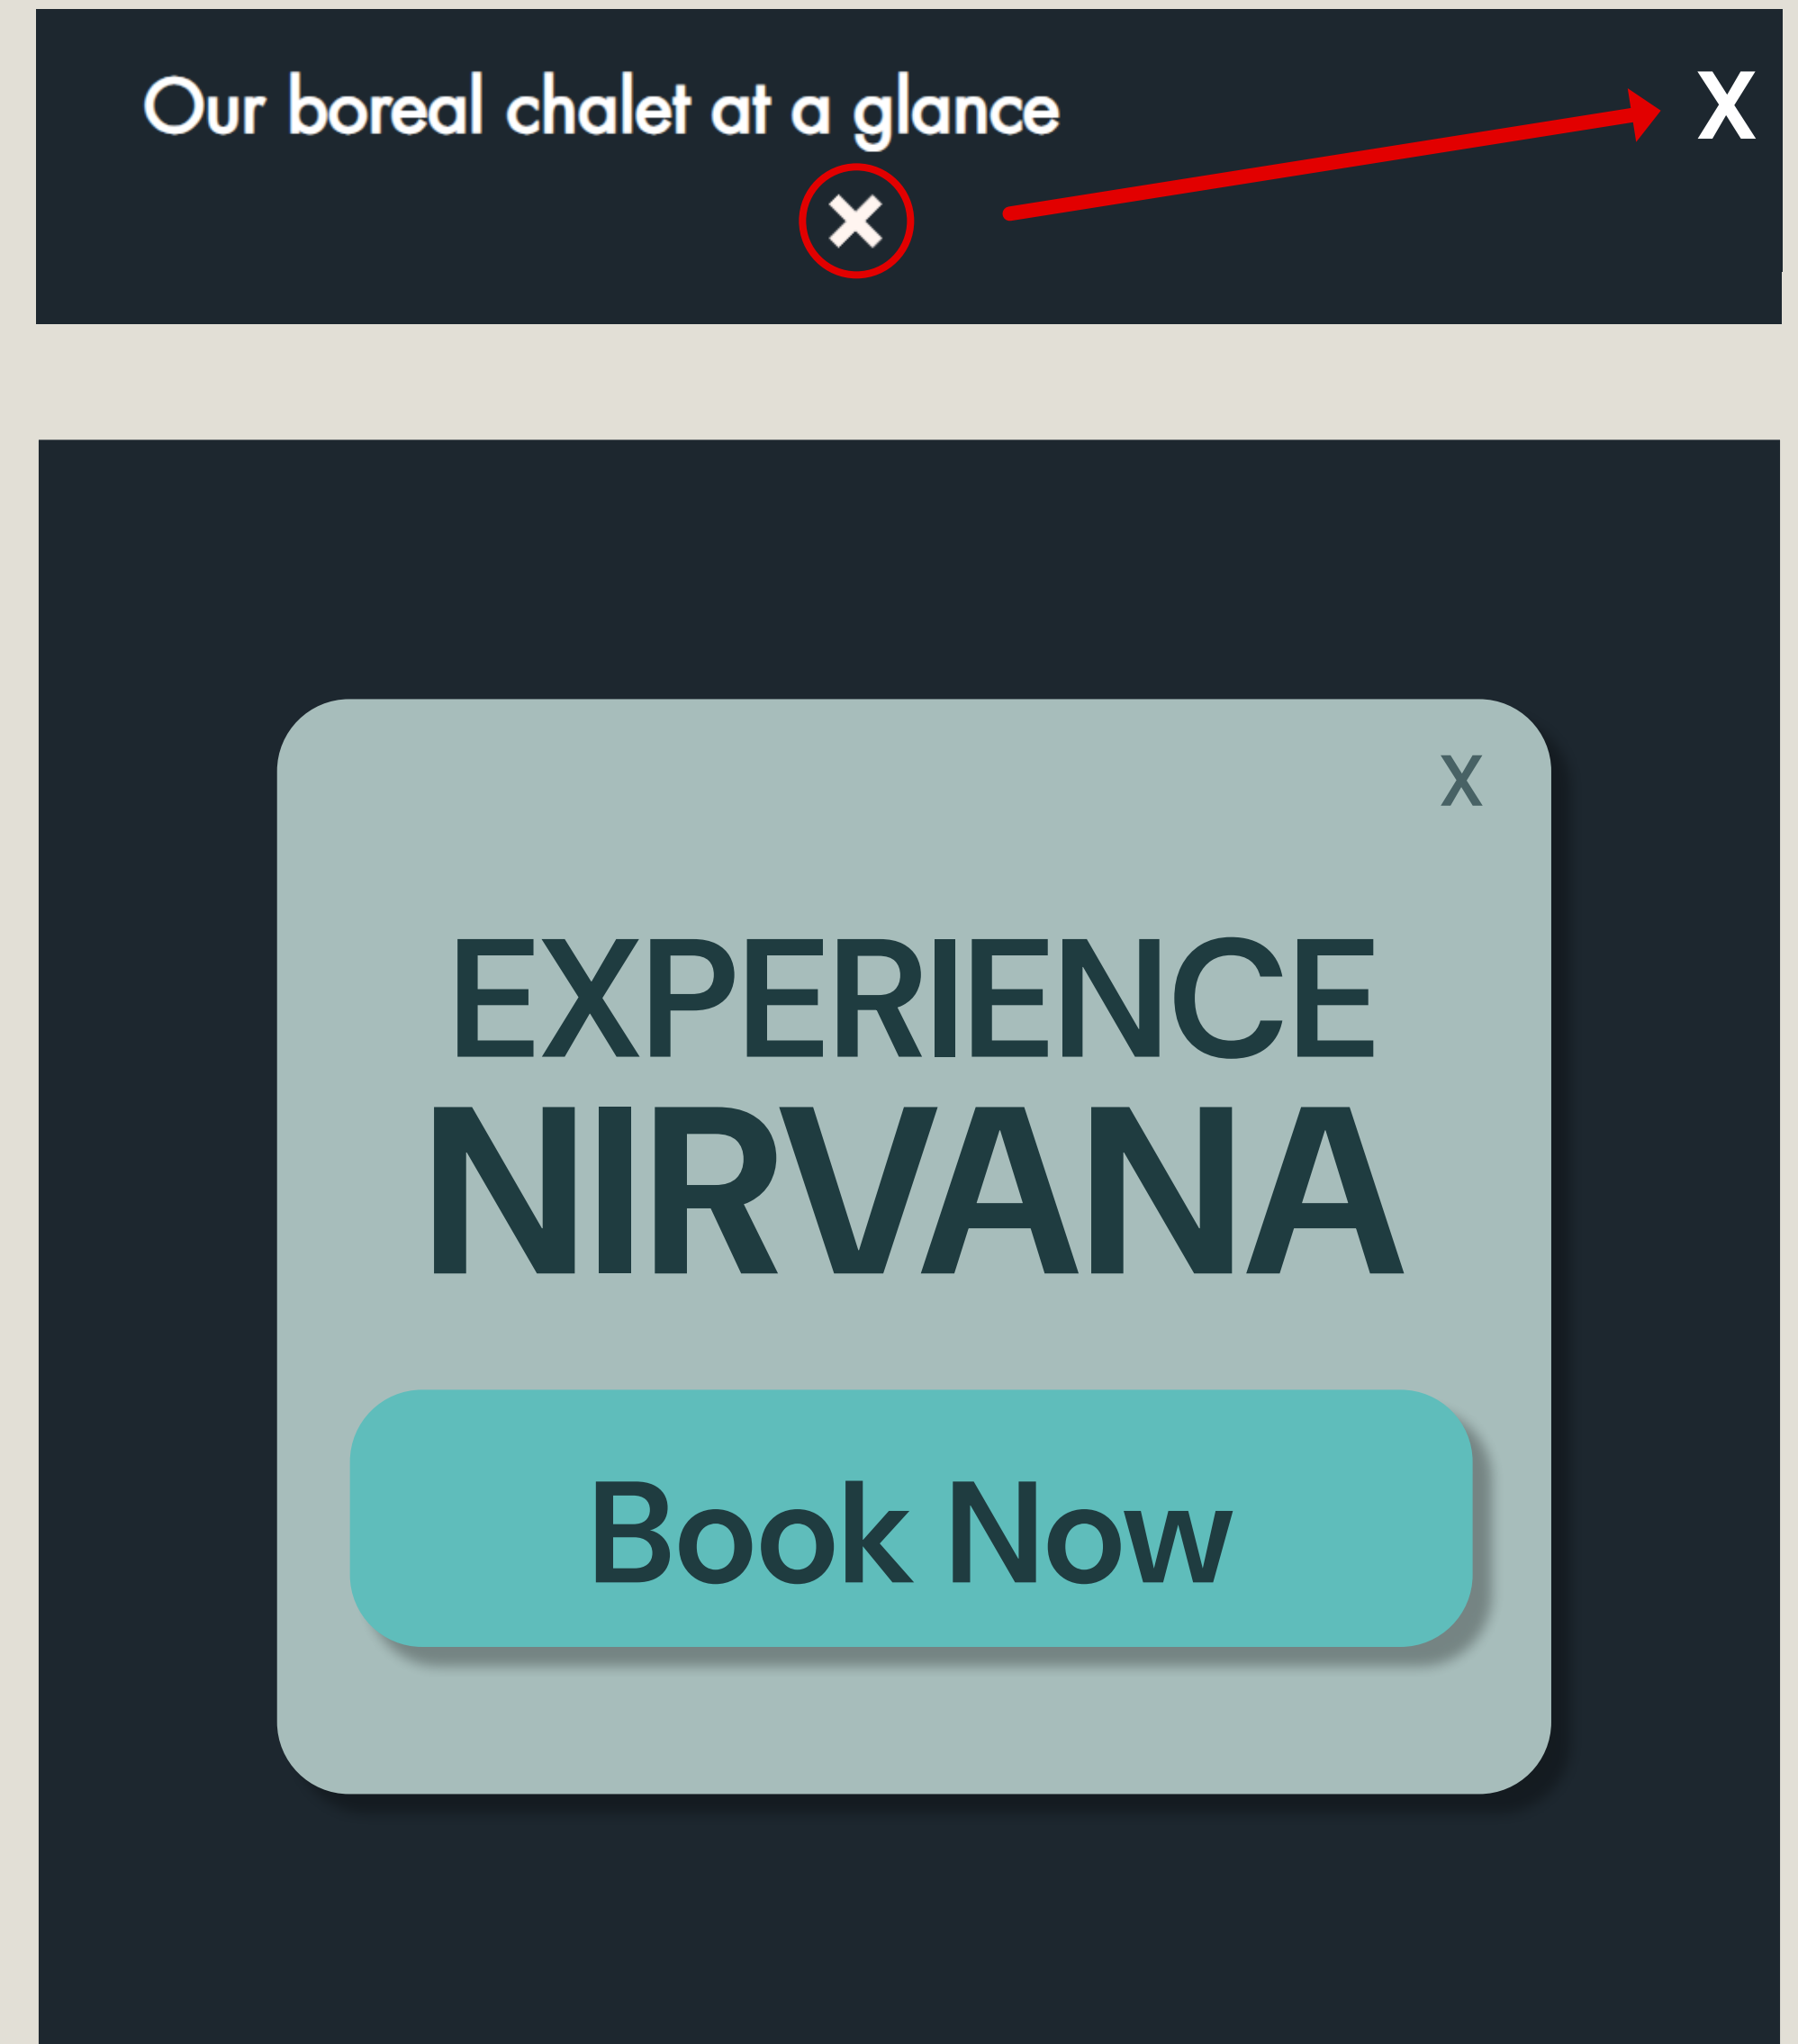 Our boreal chalet at a glance X
×
X
EXPERIENCE
NIRVANA
Book Now